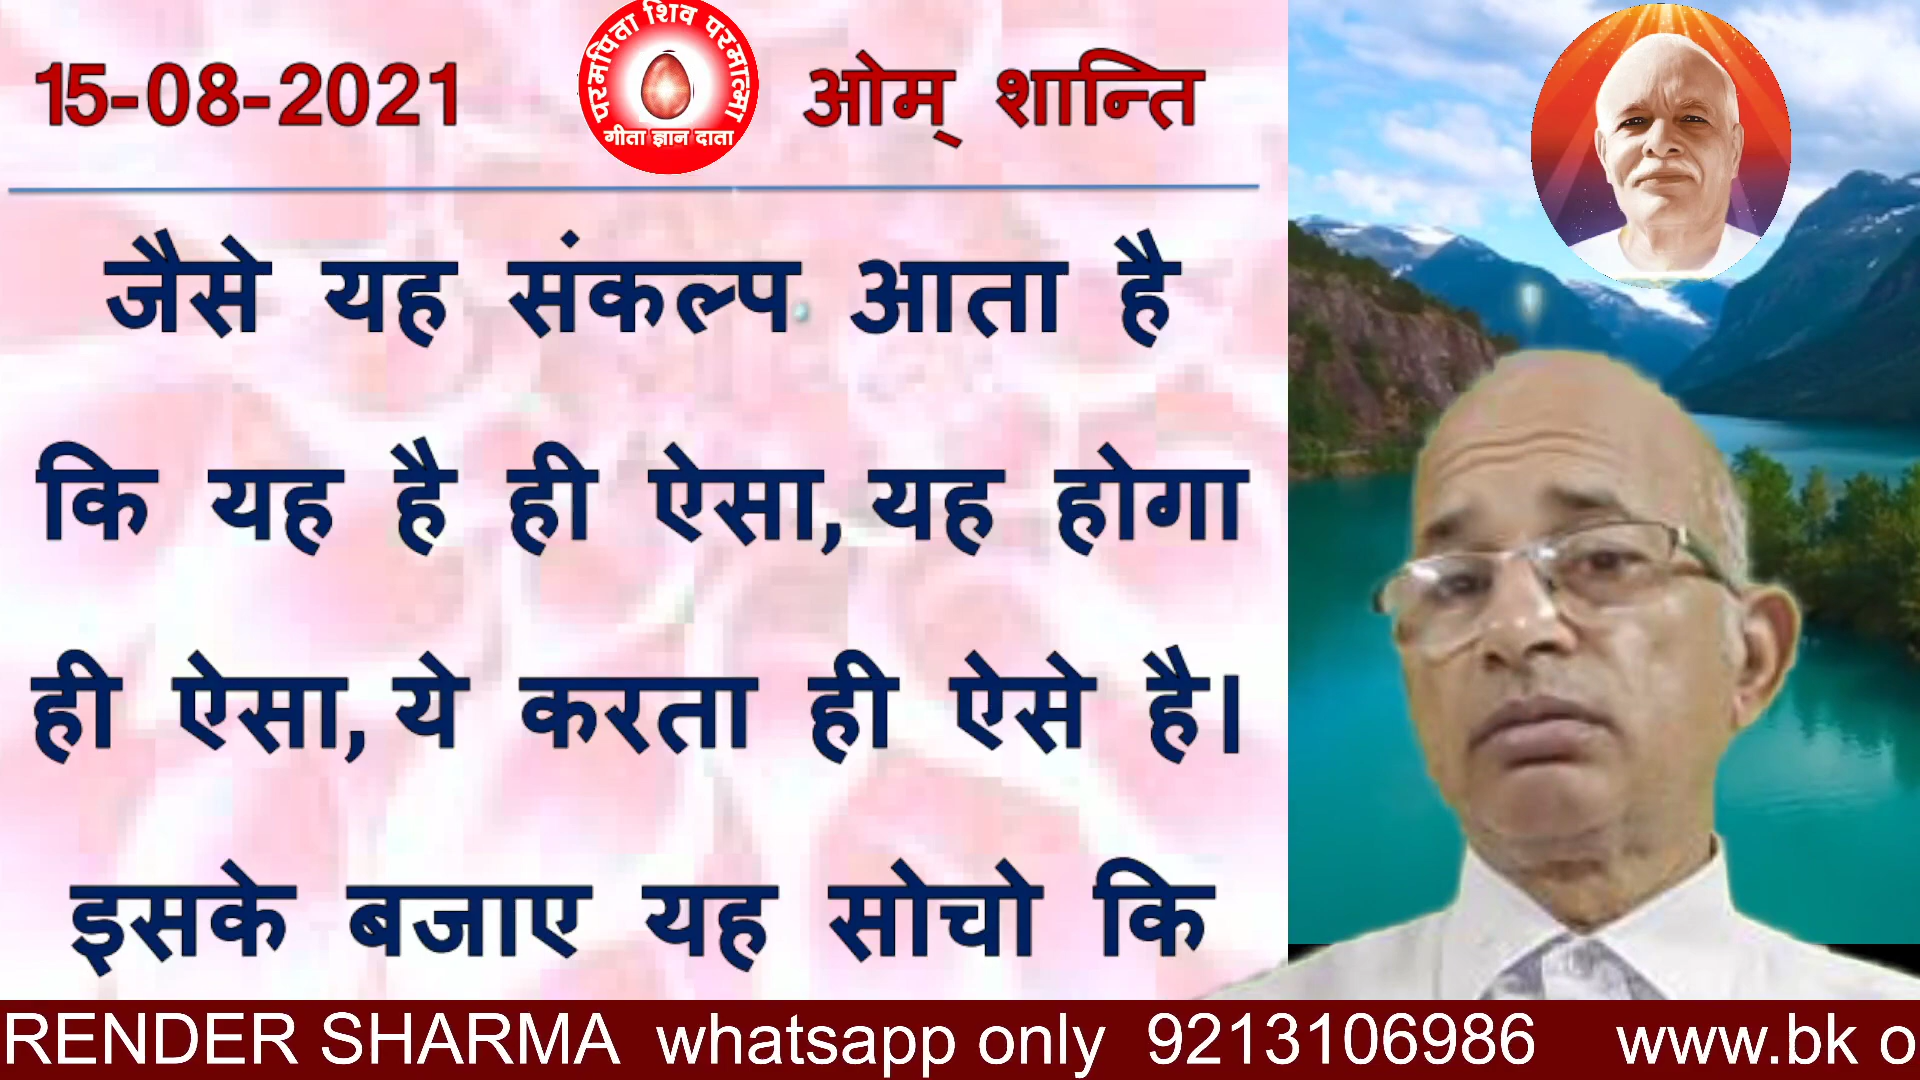 15-08-2021
परमपिता शिव परमात्मा
गीता ज्ञान दाता
ओम् शान्ति
जैसे यह संकल्प आता है
कि यह है ही ऐसा, यह होगा
ही ऐसा, ये करता ही ऐसे है।
इसके बजाए यह सोचो कि
RENDER SHARMA whatsapp only 9213106986 www.bk o